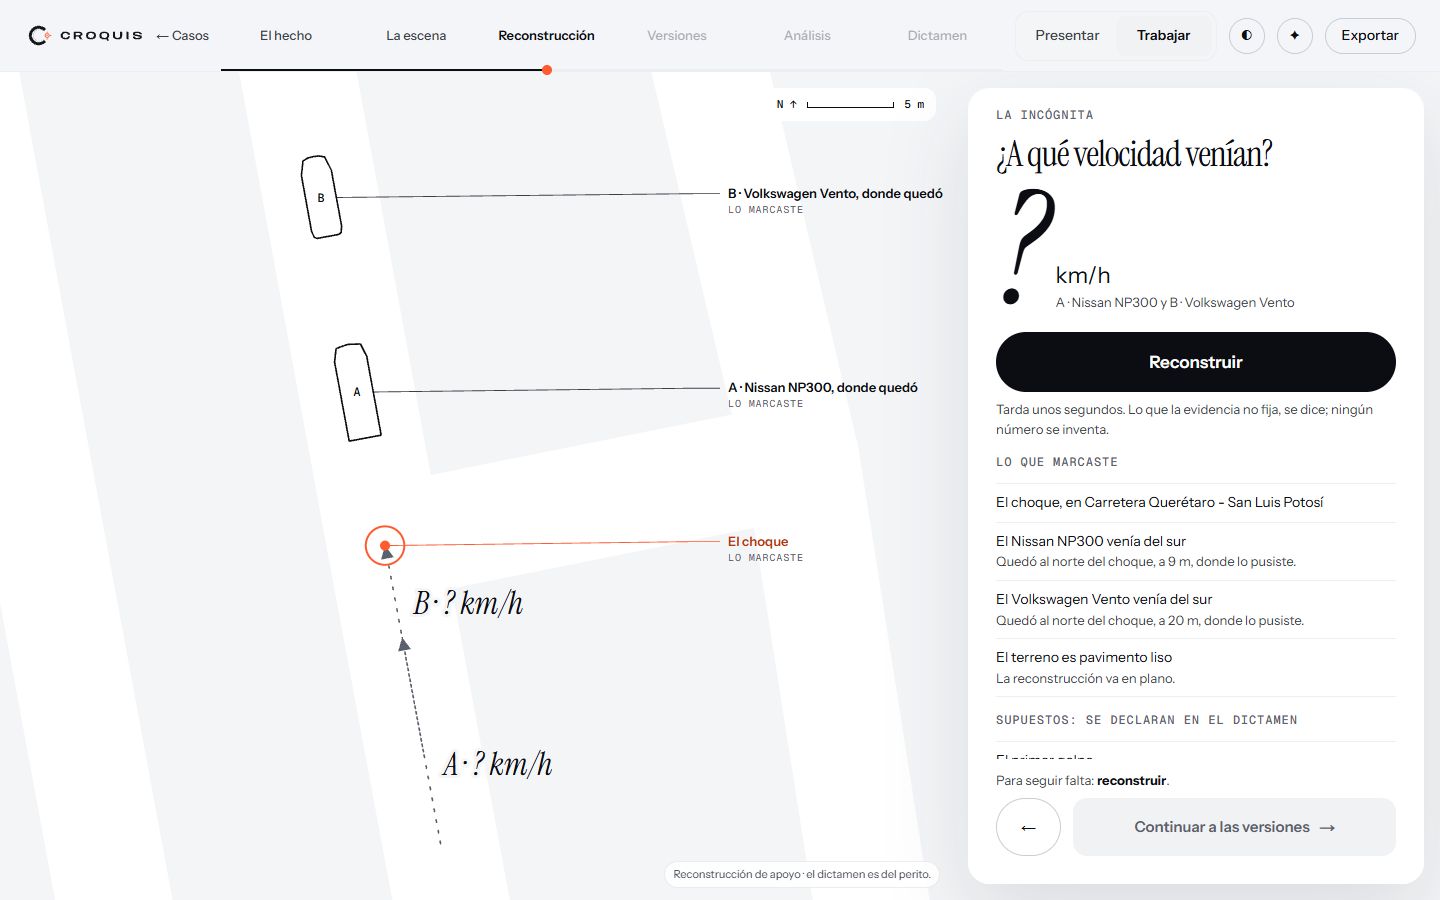 CROQUIS
← Casos
El hecho
La escena
Reconstrucción
Versiones
Análisis
Dictamen
Presentar
Trabajar
Exportar
N ↑
5 m
B · Volkswagen Vento, donde quedó
LO MARCASTE
B
A · Nissan NP300, donde quedó
LO MARCASTE
A
El choque
LO MARCASTE
B · ? km/h
A · ? km/h
Reconstrucción de apoyo · el dictamen es del perito.
LA INCÓGNITA
¿A qué velocidad venían?
?
km/h
A · Nissan NP300 y B · Volkswagen Vento
Reconstruir
Tarda unos segundos. Lo que la evidencia no fija, se dice; ningún
número se inventa.
LO QUE MARCASTE
El choque, en Carretera Querétaro - San Luis Potosí
El Nissan NP300 venía del sur
Quedó al norte del choque, a 9 m, donde lo pusiste.
El Volkswagen Vento venía del sur
Quedó al norte del choque, a 20 m, donde lo pusiste.
El terreno es pavimento liso
La reconstrucción va en plano.
SUPUESTOS: SE DECLARAN EN EL DICTAMEN
Para seguir falta: reconstruir.
←
Continuar a las versiones →